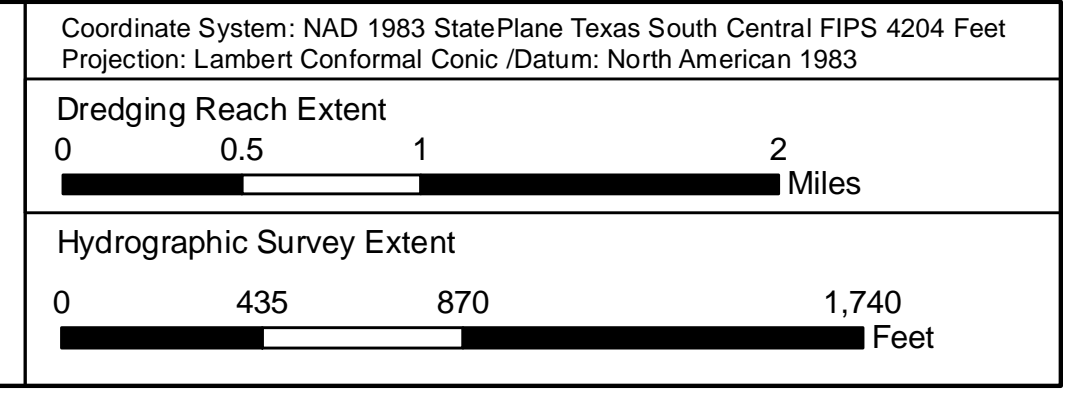 Coordinate System: NAD 1983 StatePlane Texas South Central FIPS 4204 Feet
Projection: Lambert Conformal Conic /Datum: North American 1983
Dredging Reach Extent
0 0.5 1 2
Miles
Hydrographic Survey Extent
0 435 870 1,740
Feet